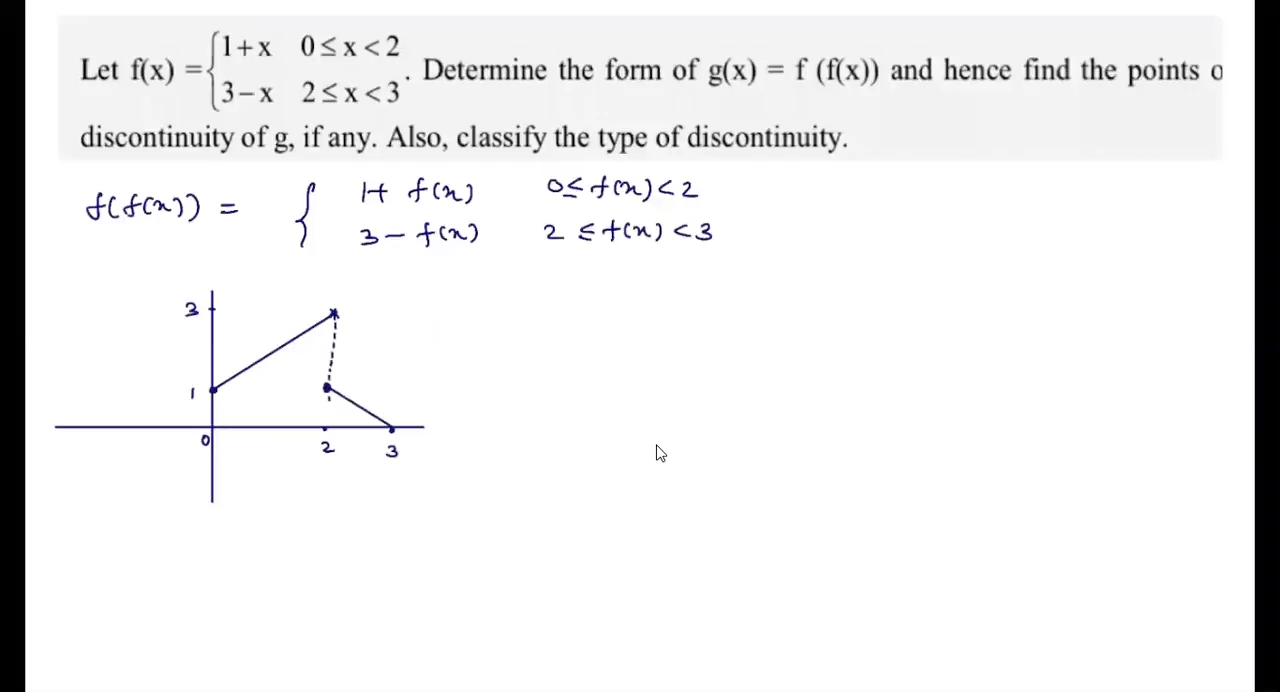 Let f(x) = { 1+x 0≤x<2
3−x 2≤x<3 . Determine the form of g(x) = f (f(x)) and hence find the points o
discontinuity of g, if any. Also, classify the type of discontinuity.
f(f(x)) = { 1+ f(x) 0≤f(x)<2
3 − f(x) 2 ≤ f(x) <3
3
1
0 2 3